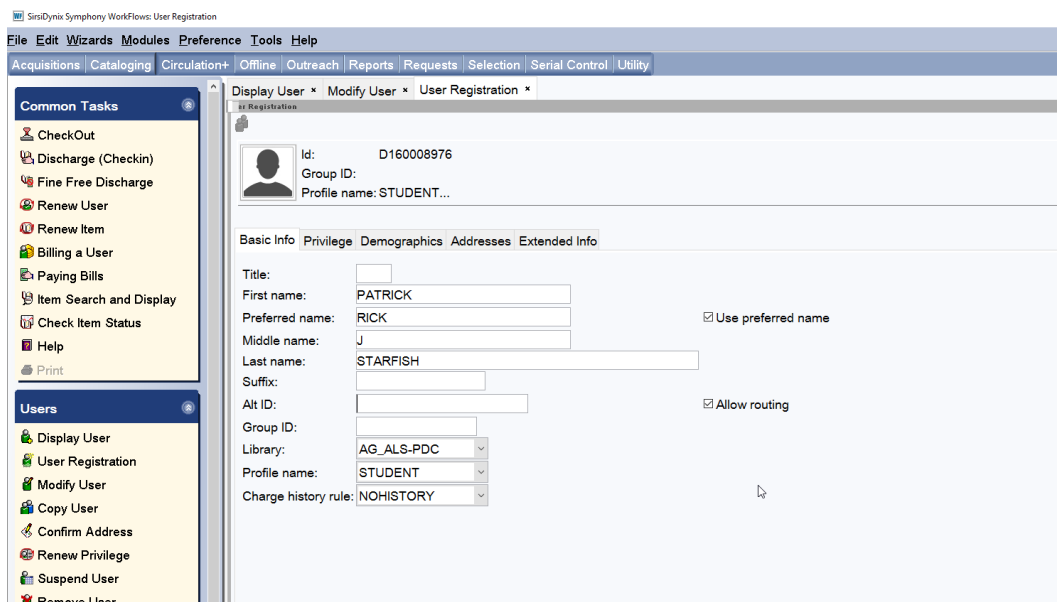 SirsiDynix Symphony WorkFlows: User Registration
File Edit Wizards Modules Preference Tools Help
Acquisitions Cataloging Circulation+ Offline Outreach Reports Requests Selection Serial Control Utility
Display User × Modify User × User Registration ×
er Registration
Common Tasks
CheckOut
Discharge (Checkin)
Fine Free Discharge
Renew User
Renew Item
Billing a User
Paying Bills
Item Search and Display
Check Item Status
Help
Print
Users
Display User
User Registration
Modify User
Copy User
Confirm Address
Renew Privilege
Suspend User
Remove User
Id: D160008976
Group ID:
Profile name: STUDENT...
Basic Info Privilege Demographics Addresses Extended Info
Title:
First name: PATRICK
Preferred name: RICK Use preferred name
Middle name: J
Last name: STARFISH
Suffix:
Alt ID: Allow routing
Group ID:
Library: AG_ALS-PDC
Profile name: STUDENT
Charge history rule: NOHISTORY